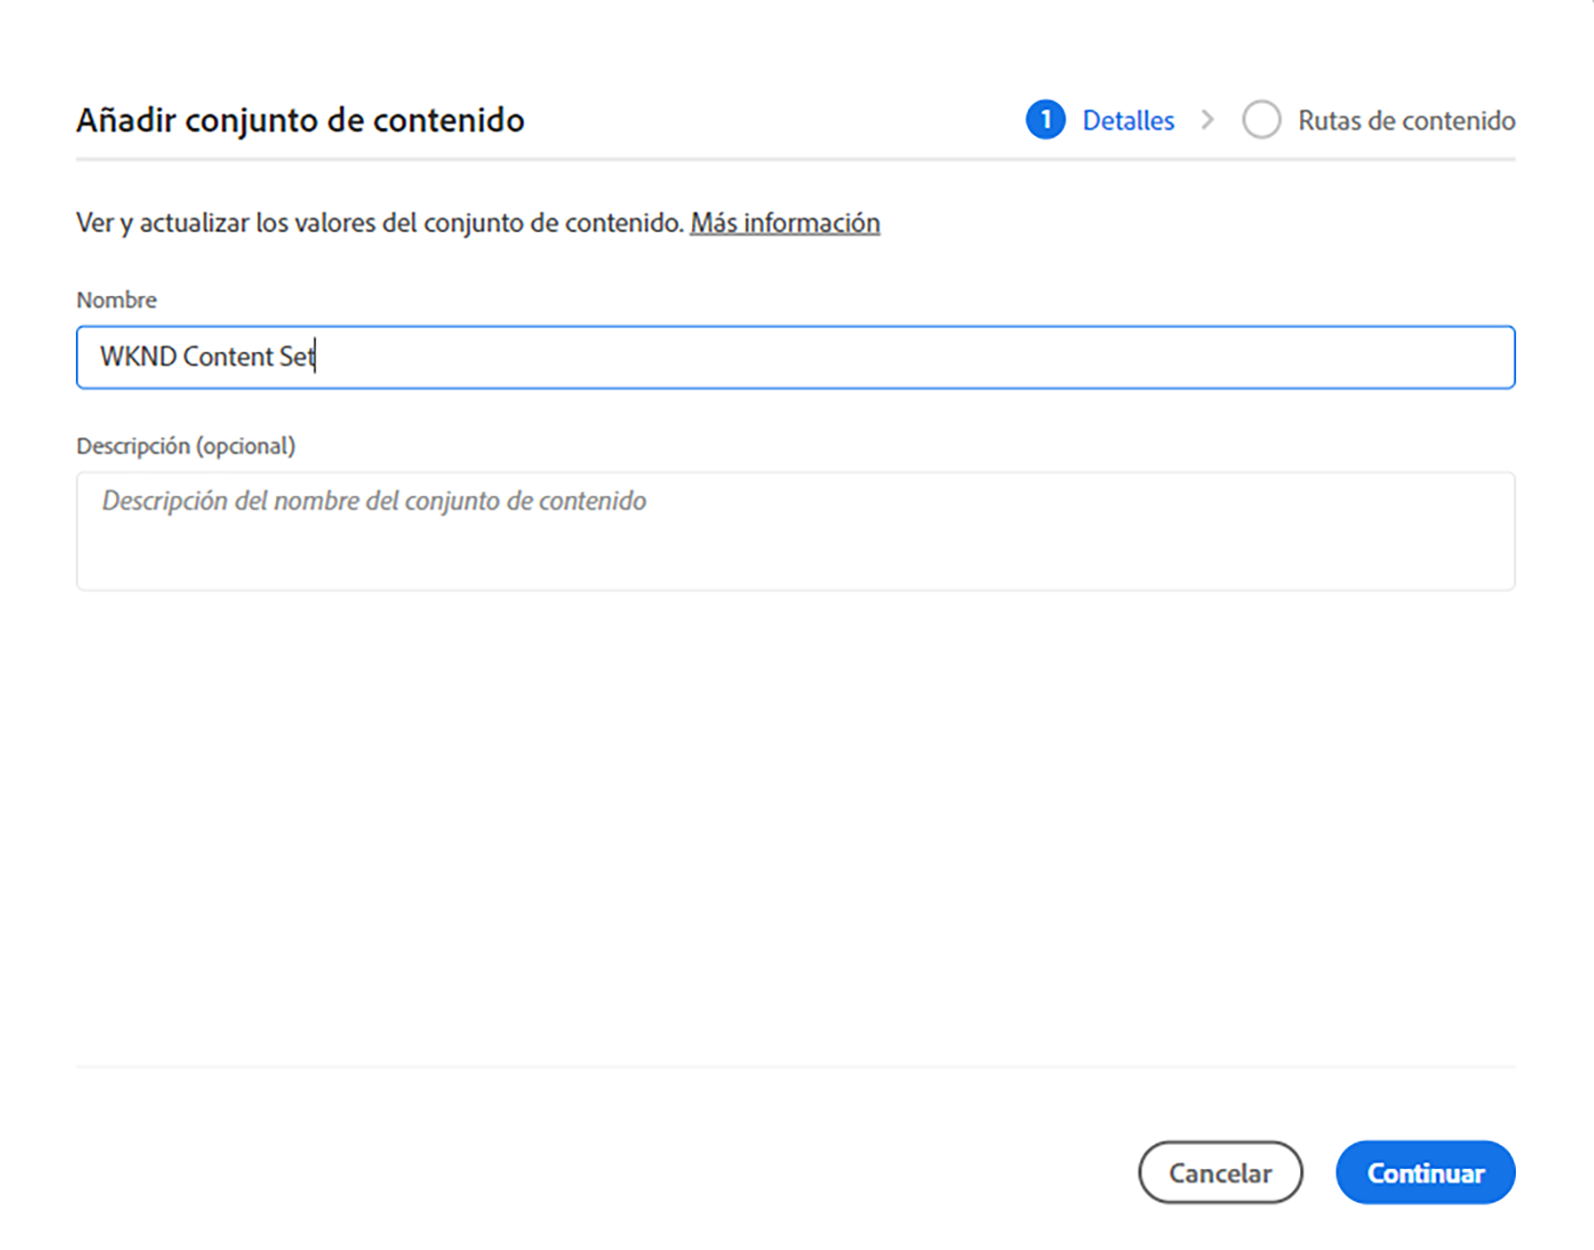 Añadir conjunto de contenido
1 Detalles > Rutas de contenido
Ver y actualizar los valores del conjunto de contenido. Más información
Nombre
WKND Content Set
Descripción (opcional)
Descripción del nombre del conjunto de contenido
Cancelar Continuar